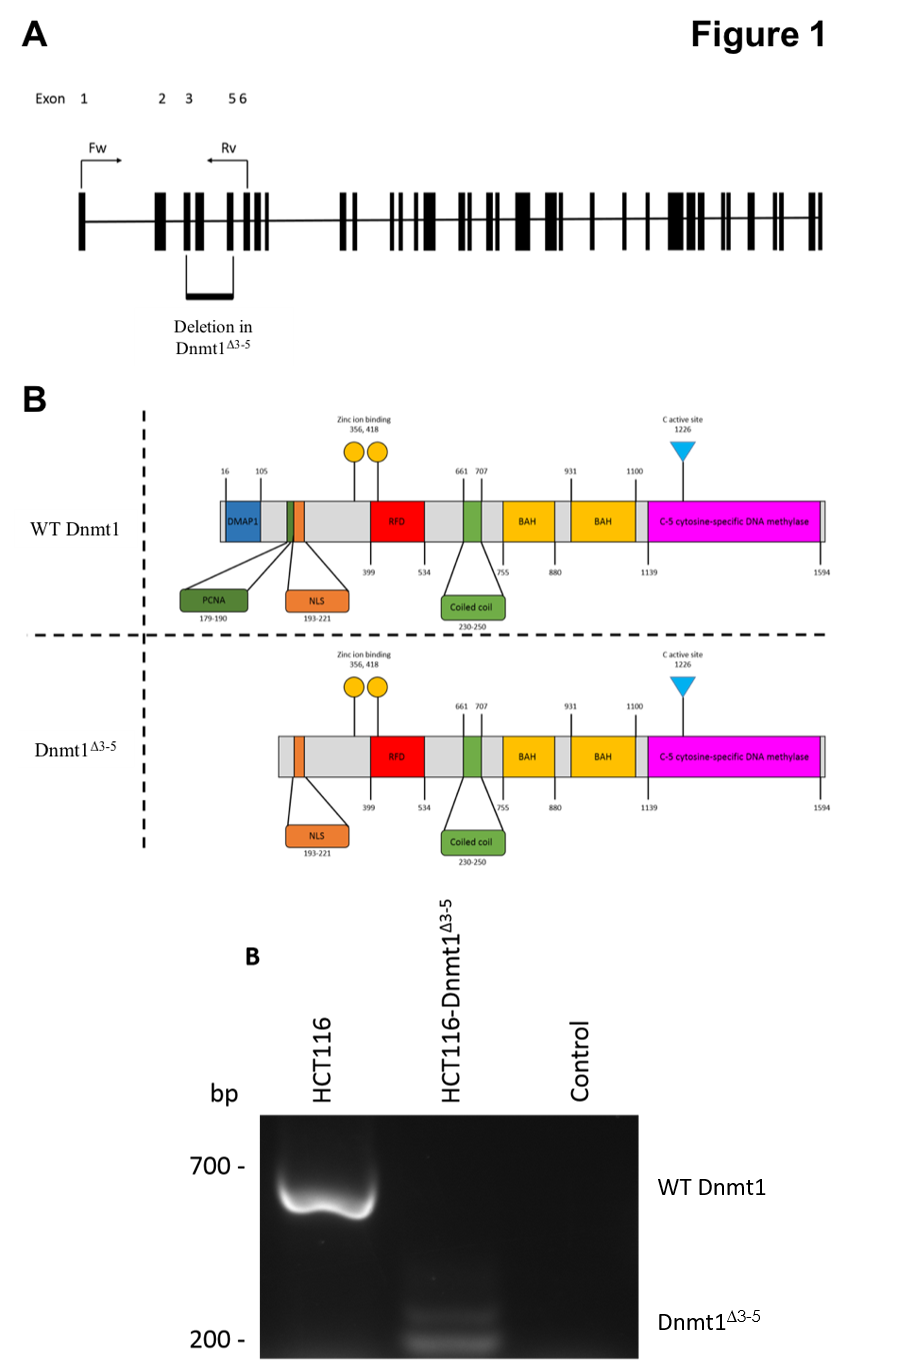 A
Figure 1
Exon 1 2 3 5 6
Fw
Rv
Deletion in
Dnmt1Δ3-5
B
Zinc ion binding
356, 418
C active site
1226
16 105 661 707 931 1100
WT Dnmt1
DMAP1 RFD BAH BAH C-5 cytosine-specific DNA methylase
399 534 755 880 1139 1594
PCNA NLS Coiled coil
179-190 193-221 230-250
Zinc ion binding
356, 418
C active site
1226
661 707 931 1100
Dnmt1Δ3-5
RFD BAH BAH C-5 cytosine-specific DNA methylase
399 534 755 880 1139 1594
NLS Coiled coil
193-221 230-250
B
HCT116
HCT116-Dnmt1Δ3-5
Control
bp
700 -
WT Dnmt1
Dnmt1Δ3-5
200 -